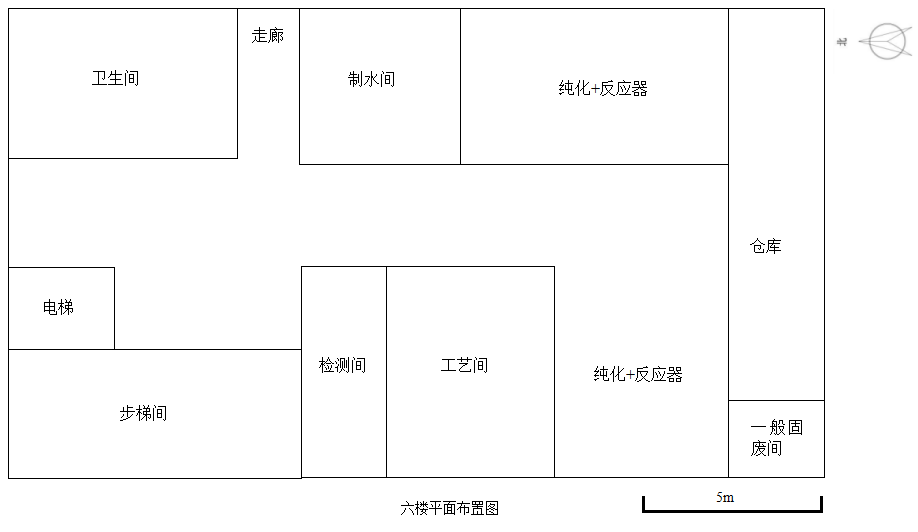 走廊
卫生间
制水间
纯化+反应器
北
仓库
电梯
检测间
工艺间
纯化+反应器
步梯间
一般固
废间
六楼平面布置图
5m